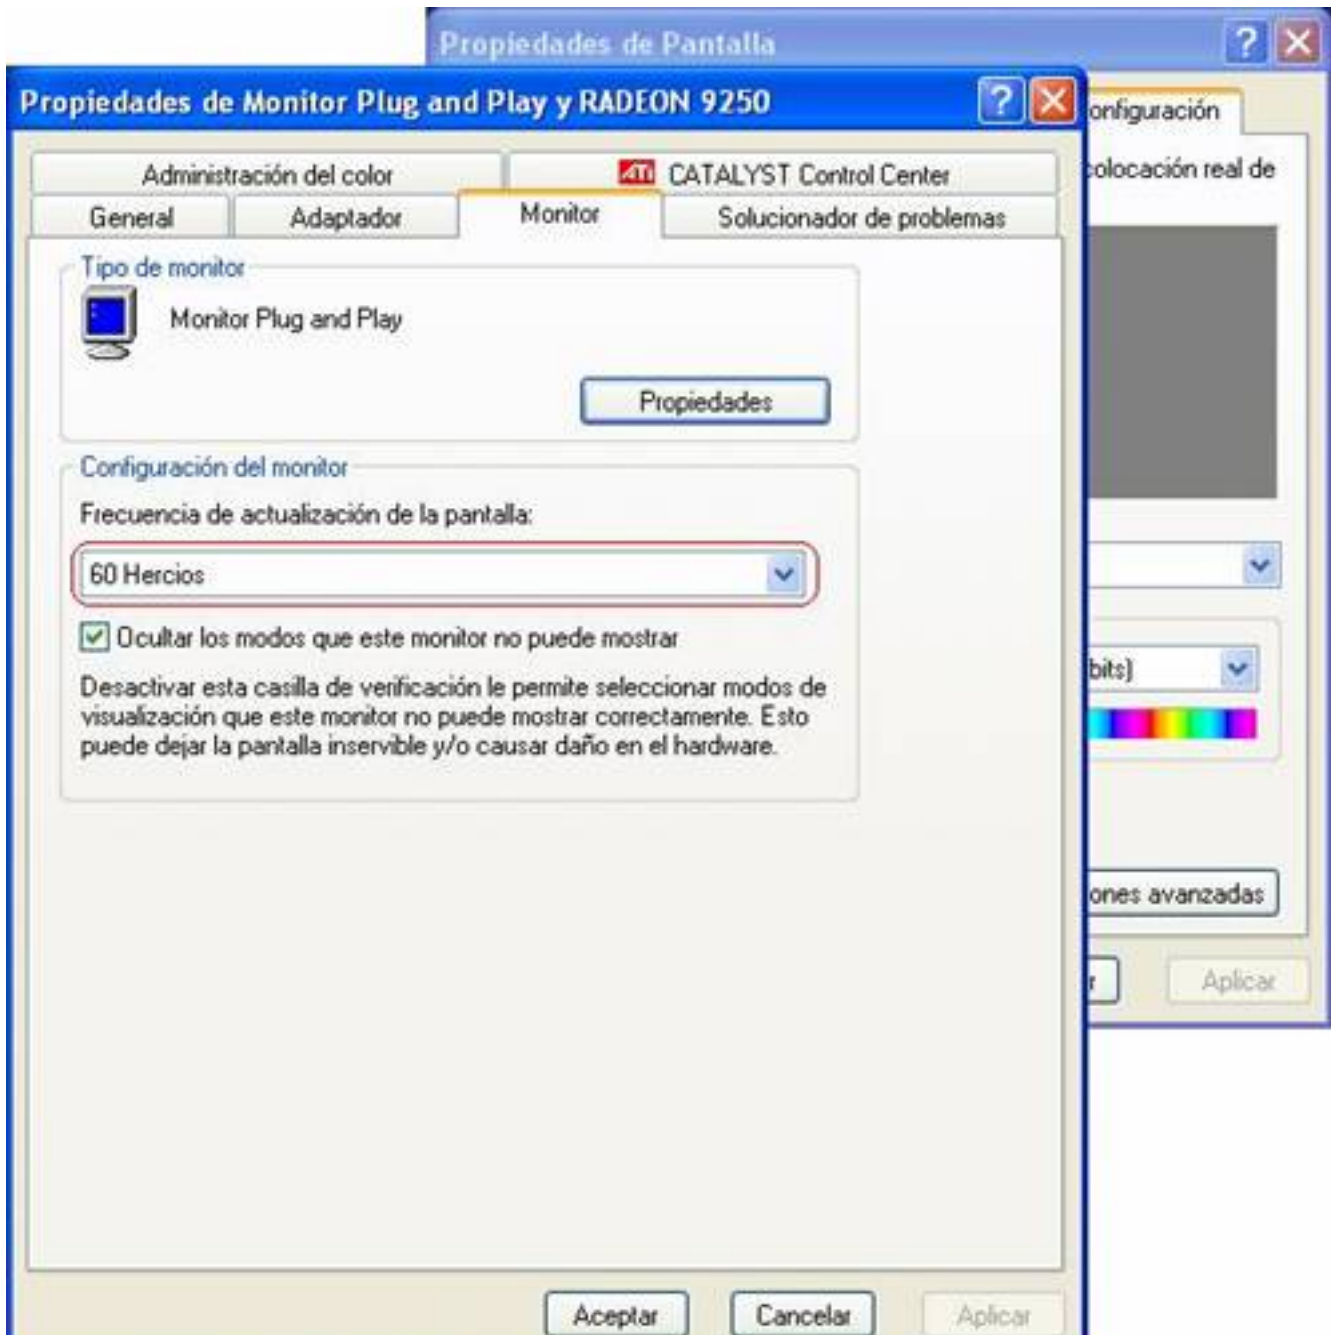 Propiedades de Pantalla
Propiedades de Monitor Plug and Play y RADEON 9250
onfiguración
colocación real de
Administración del color
ATI CATALYST Control Center
General
Adaptador
Monitor
Solucionador de problemas
Tipo de monitor
Monitor Plug and Play
Propiedades
Configuración del monitor
Frecuencia de actualización de la pantalla:
60 Hercios
Ocultar los modos que este monitor no puede mostrar
Desactivar esta casilla de verificación le permite seleccionar modos de
visualización que este monitor no puede mostrar correctamente. Esto
puede dejar la pantalla inservible y/o causar daño en el hardware.
bits)
ones avanzadas
r
Aplicar
Aceptar
Cancelar
Aplicar